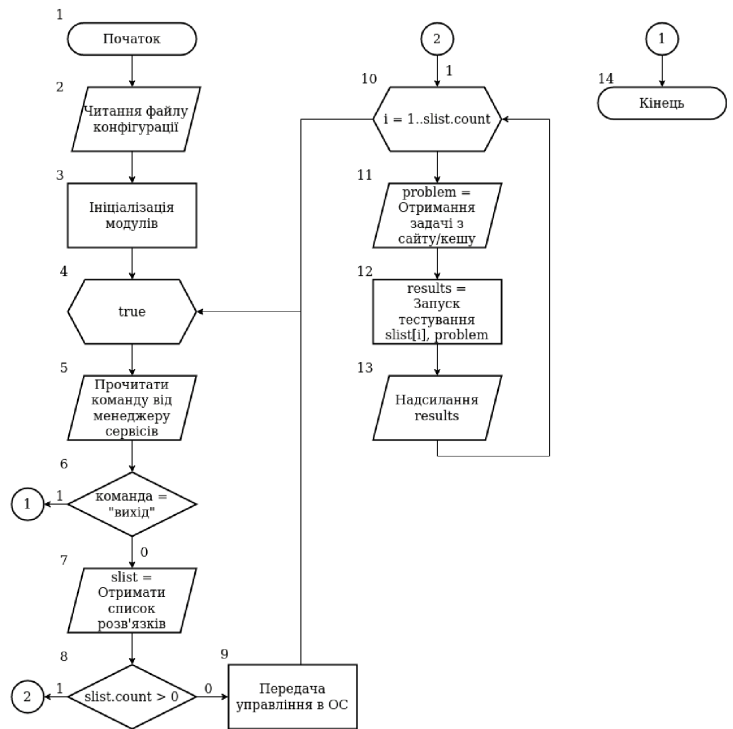 1
Початок
2
Читання файлу
конфігурації
3
Ініціалізація
модулів
4
true
5
Прочитати
команду від
менеджеру
сервісів
6
команда =
"вихід"
1
1
0
7
slist =
Отримати
список
розв'язків
8
slist.count > 0
1
2
0
9
Передача
управління в ОС
2
1
10
i = 1..slist.count
11
problem =
Отримання
задачі з
сайту/кешу
12
results =
Запуск
тестування
slist[i], problem
13
Надсилання
results
1
14
Кінець